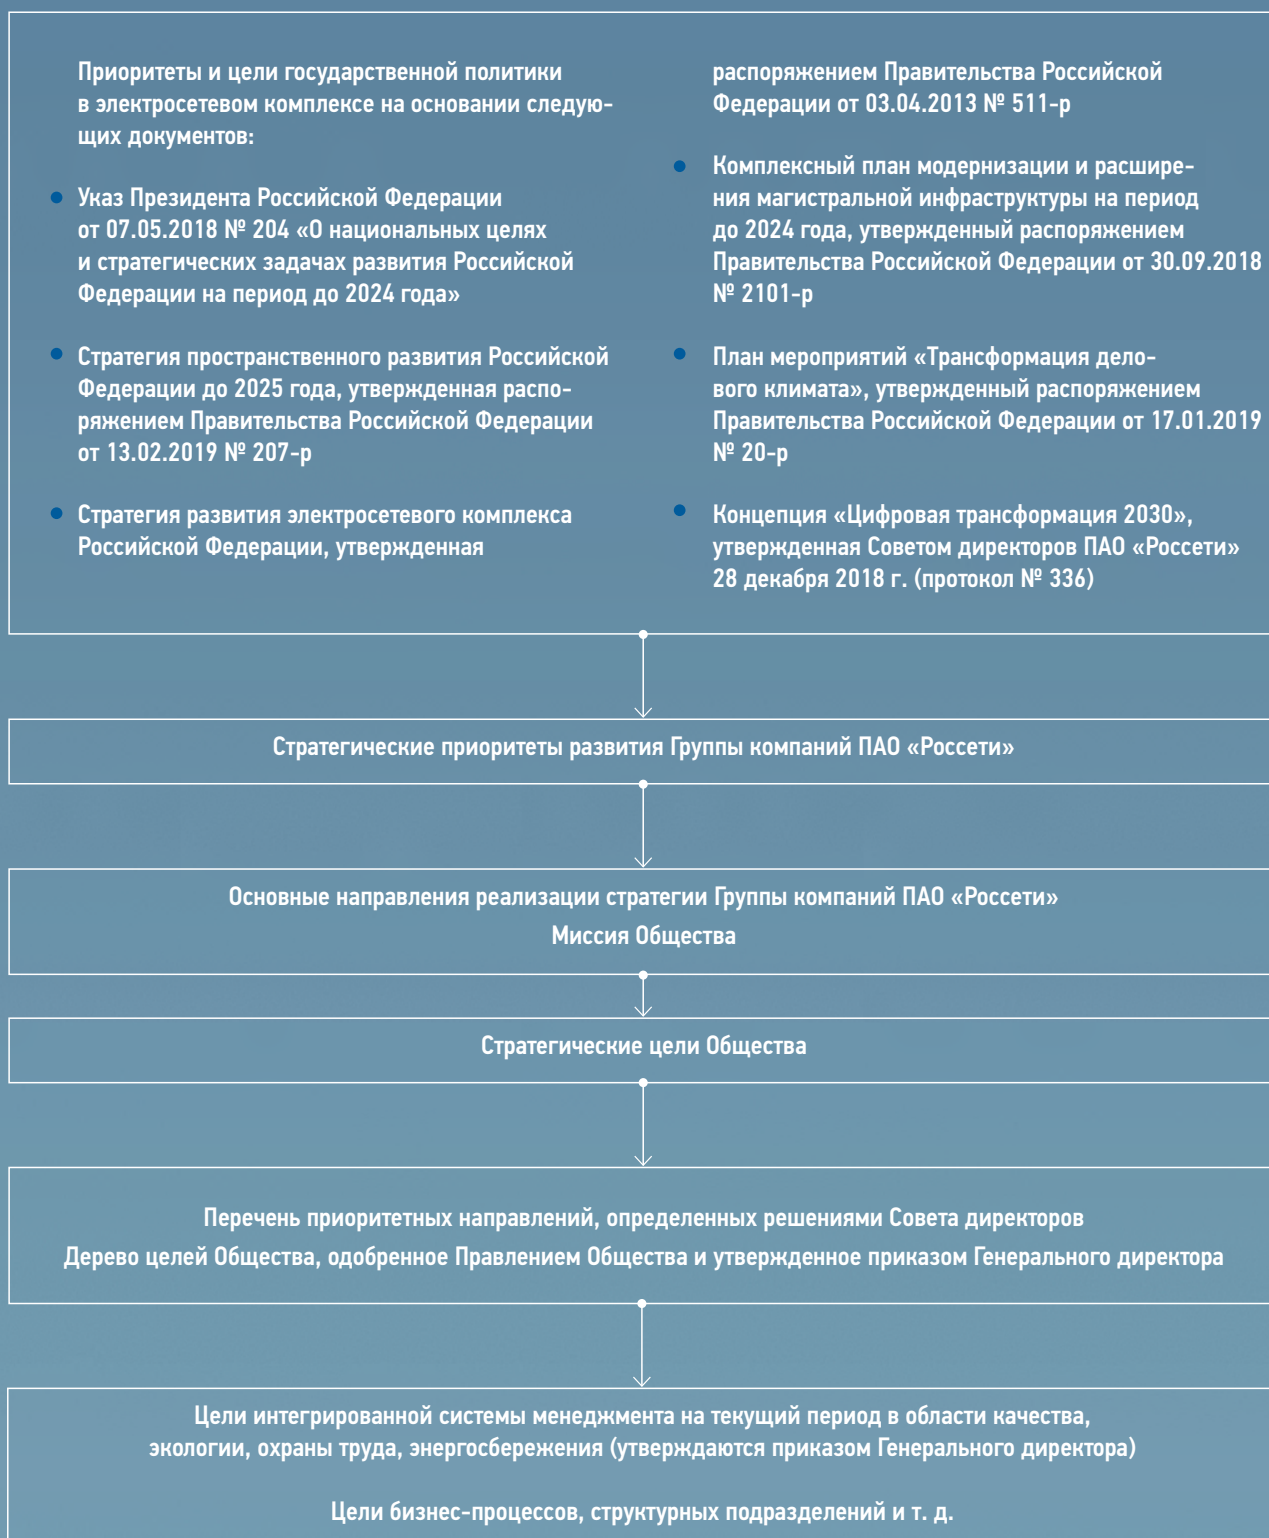 Приоритеты и цели государственной политики
в электросетевом комплексе на основании следую-
щих документов:
Указ Президента Российской Федерации
от 07.05.2018 № 204 «О национальных целях
и стратегических задачах развития Российской
Федерации на период до 2024 года»
Стратегия пространственного развития Российской
Федерации до 2025 года, утвержденная распо-
ряжением Правительства Российской Федерации
от 13.02.2019 № 207-р
Стратегия развития электросетевого комплекса
Российской Федерации, утвержденная
распоряжением Правительства Российской
Федерации от 03.04.2013 № 511-р
Комплексный план модернизации и расшире-
ния магистральной инфраструктуры на период
до 2024 года, утвержденный распоряжением
Правительства Российской Федерации от 30.09.2018
№ 2101-р
План мероприятий «Трансформация дело-
вого климата», утвержденный распоряжением
Правительства Российской Федерации от 17.01.2019
№ 20-р
Концепция «Цифровая трансформация 2030»,
утвержденная Советом директоров ПАО «Россети»
28 декабря 2018 г. (протокол № 336)
Стратегические приоритеты развития Группы компаний ПАО «Россети»
Основные направления реализации стратегии Группы компаний ПАО «Россети»
Миссия Общества
Стратегические цели Общества
Перечень приоритетных направлений, определенных решениями Совета директоров
Дерево целей Общества, одобренное Правлением Общества и утвержденное приказом Генерального директора
Цели интегрированной системы менеджмента на текущий период в области качества,
экологии, охраны труда, энергосбережения (утверждаются приказом Генерального директора)
Цели бизнес-процессов, структурных подразделений и т. д.